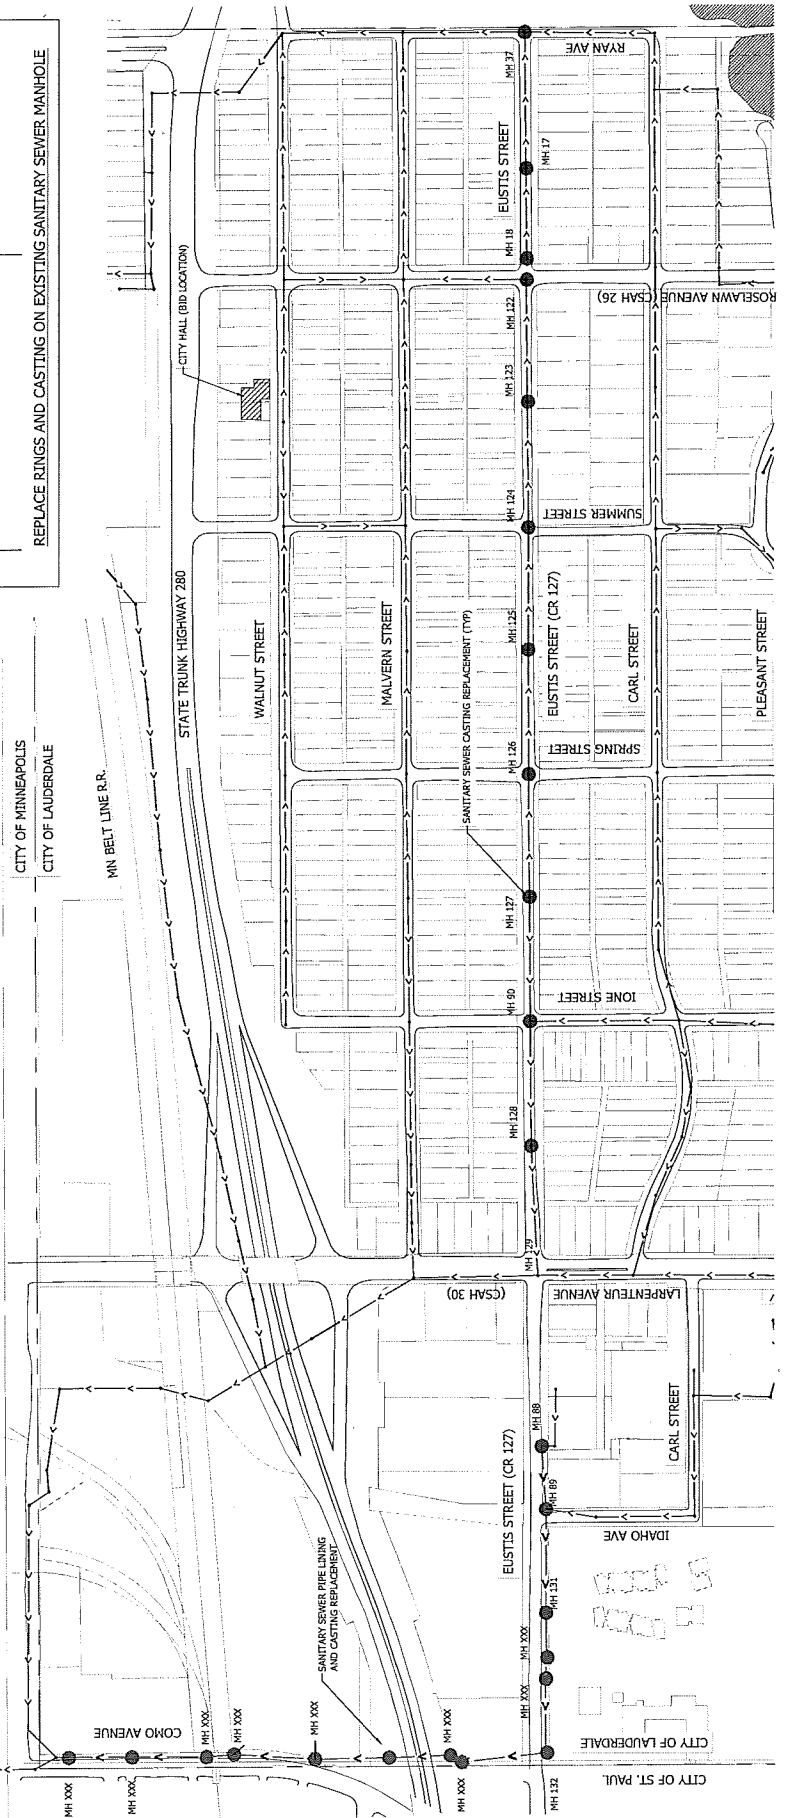 REPLACE RINGS AND CASTING ON EXISTING SANITARY SEWER MANHOLE
CITY OF MINNEAPOLIS
CITY OF LAUDERDALE
MN BELT LINE R.R.
STATE TRUNK HIGHWAY 280
CITY HALL (BID LOCATION)
WALNUT STREET
MALVERN STREET
EUSTIS STREET
RYAN AVE
MH 37
MH 17
MH 18
ROSELAWN AVENUE (CSAH 26)
MH 122
MH 123
MH 124
SUMMER STREET
MH 125
SANITARY SEWER CASTING REPLACEMENT (TYP)
EUSTIS STREET (CR 127)
CARL STREET
PLEASANT STREET
MH 126
SPRING STREET
MH 127
MH 90
IONE STREET
MH 128
MH 129
LARPENTEUR AVENUE
(CSAH 30)
MH 88
EUSTIS STREET (CR 127)
MH 89
CARL STREET
IDAHO AVE
MH 131
MH XXX
MH XXX
SANITARY SEWER PIPE LINING
AND CASTING REPLACEMENT
COMO AVENUE
MH XXX
MH XXX
MH XXX
MH XXX
MH XXX
MH XXX
MH XXX
MH 132
CITY OF LAUDERDALE
CITY OF ST. PAUL